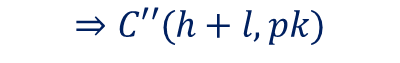 ⇒ C′′(h + l, pk)